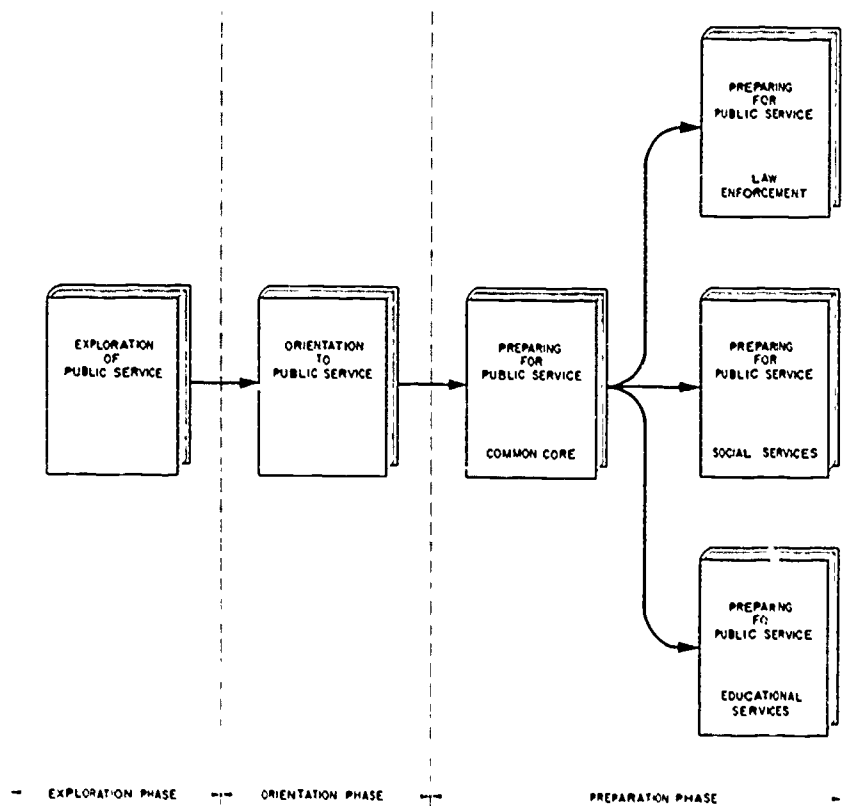 EXPLORATION
OF
PUBLIC SERVICE
ORIENTATION
TO
PUBLIC SERVICE
PREPARING
FOR
PUBLIC SERVICE
COMMON CORE
PREPARING
FOR
PUBLIC SERVICE
LAW
ENFORCEMENT
PREPARING
FOR
PUBLIC SERVICE
SOCIAL SERVICES
PREPARNG
FO
PUBLIC SERVICE
EDUCATIONAL
SERVICES
EXPLORATION PHASE
ORIENTATION PHASE
PREPARATION PHASE